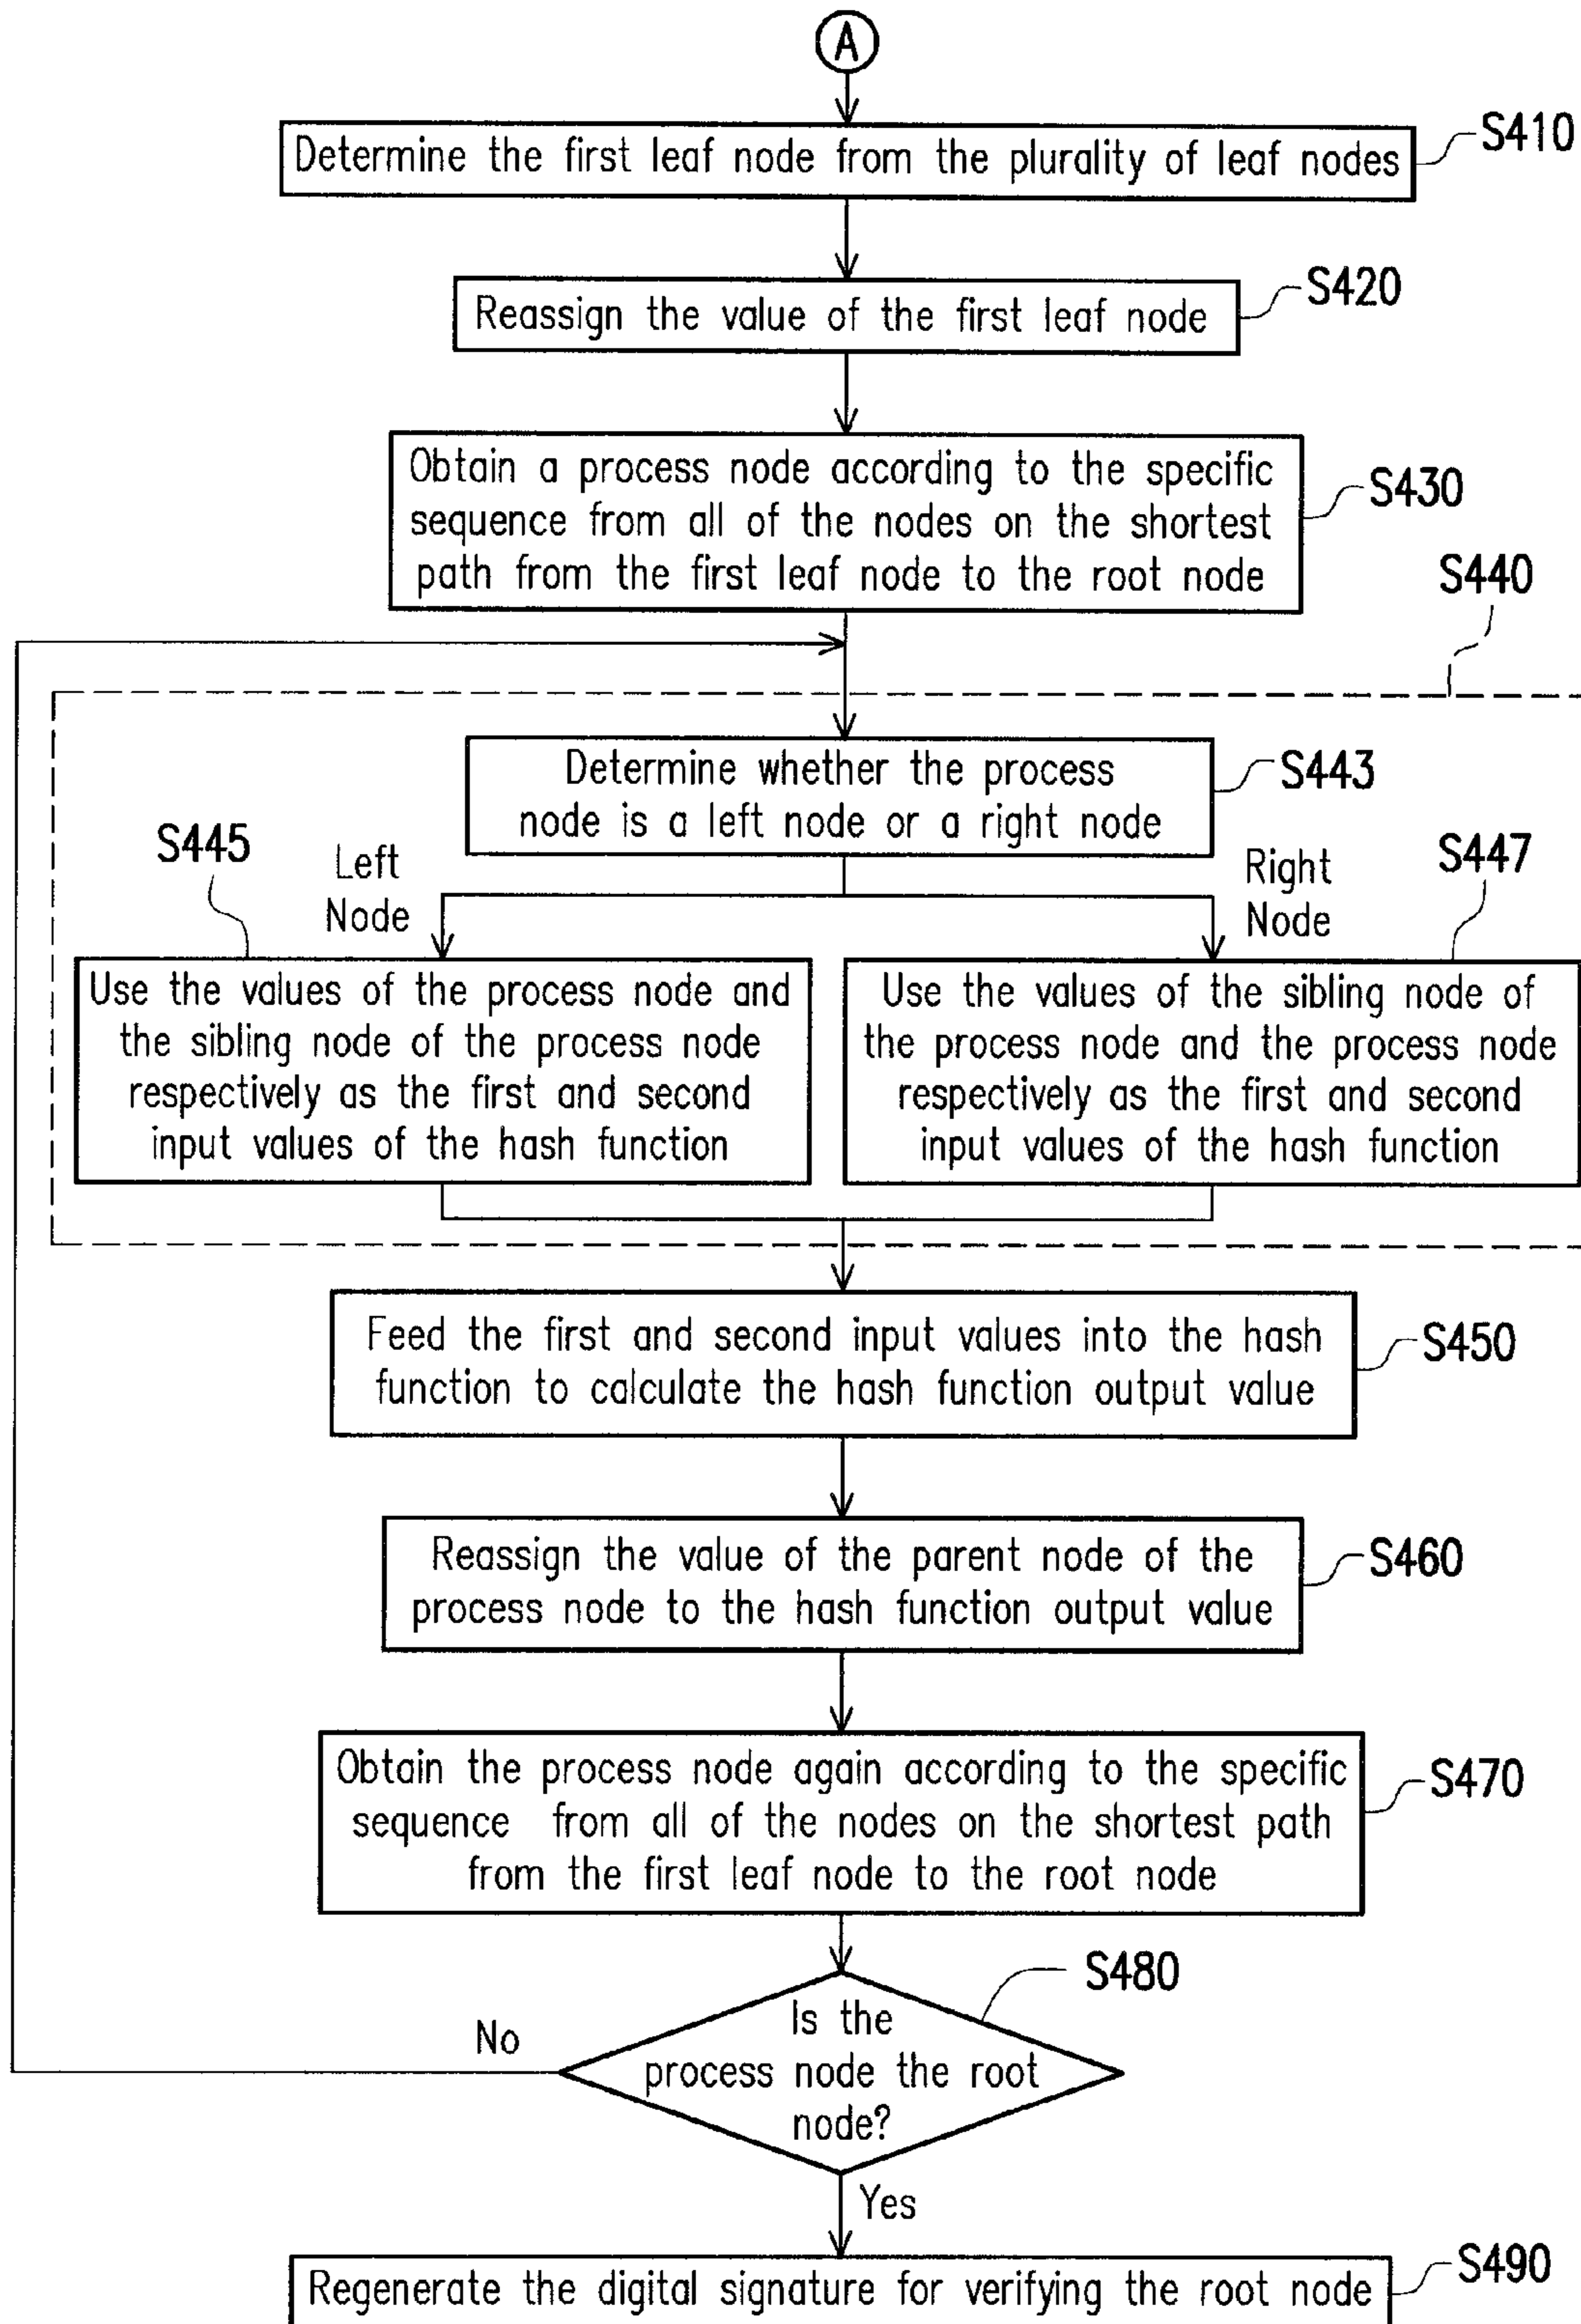 A
Determine the first leaf node from the plurality of leaf nodes
S410
Reassign the value of the first leaf node
S420
Obtain a process node according to the specific
sequence from all of the nodes on the shortest
path from the first leaf node to the root node
S430
S440
Determine whether the process
node is a left node or a right node
S443
S445
Left
Node
Right
Node
S447
Use the values of the process node and
the sibling node of the process node
respectively as the first and second
input values of the hash function
Use the values of the sibling node of
the process node and the process node
respectively as the first and second
input values of the hash function
Feed the first and second input values into the hash
function to calculate the hash function output value
S450
Reassign the value of the parent node of the
process node to the hash function output value
S460
Obtain the process node again according to the specific
sequence from all of the nodes on the shortest path
from the first leaf node to the root node
S470
S480
Is the
process node the root
node?
No
Yes
Regenerate the digital signature for verifying the root node
S490